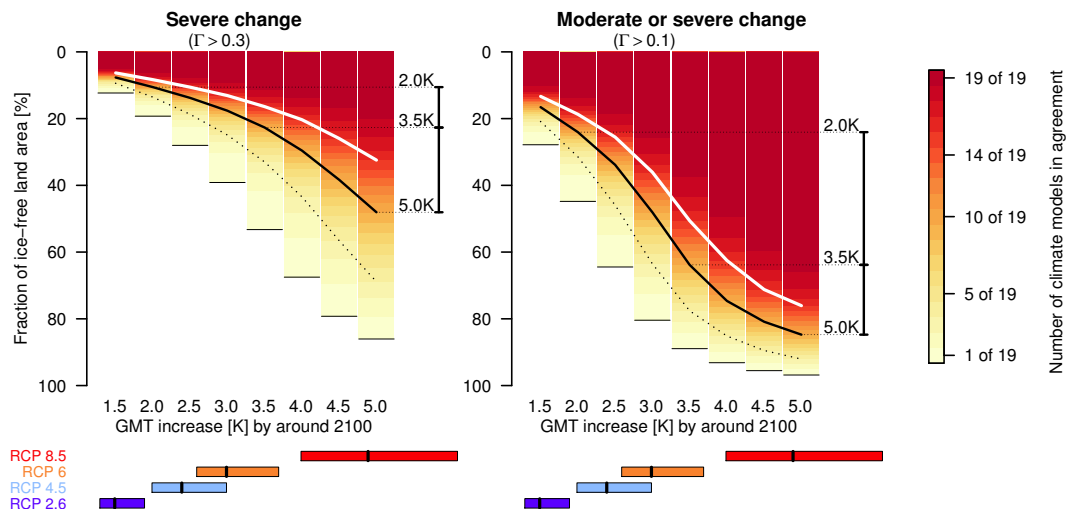 Severe change
(Γ > 0.3)
Moderate or severe change
(Γ > 0.1)
Fraction of ice−free land area [%]
0
20
40
60
80
100
2.0K
3.5K
5.0K
1.5 2.0 2.5 3.0 3.5 4.0 4.5 5.0
GMT increase [K] by around 2100
0
20
40
60
80
100
2.0K
3.5K
5.0K
1.5 2.0 2.5 3.0 3.5 4.0 4.5 5.0
GMT increase [K] by around 2100
19 of 19
14 of 19
10 of 19
5 of 19
1 of 19
Number of climate models in agreement
RCP 8.5
RCP 6
RCP 4.5
RCP 2.6